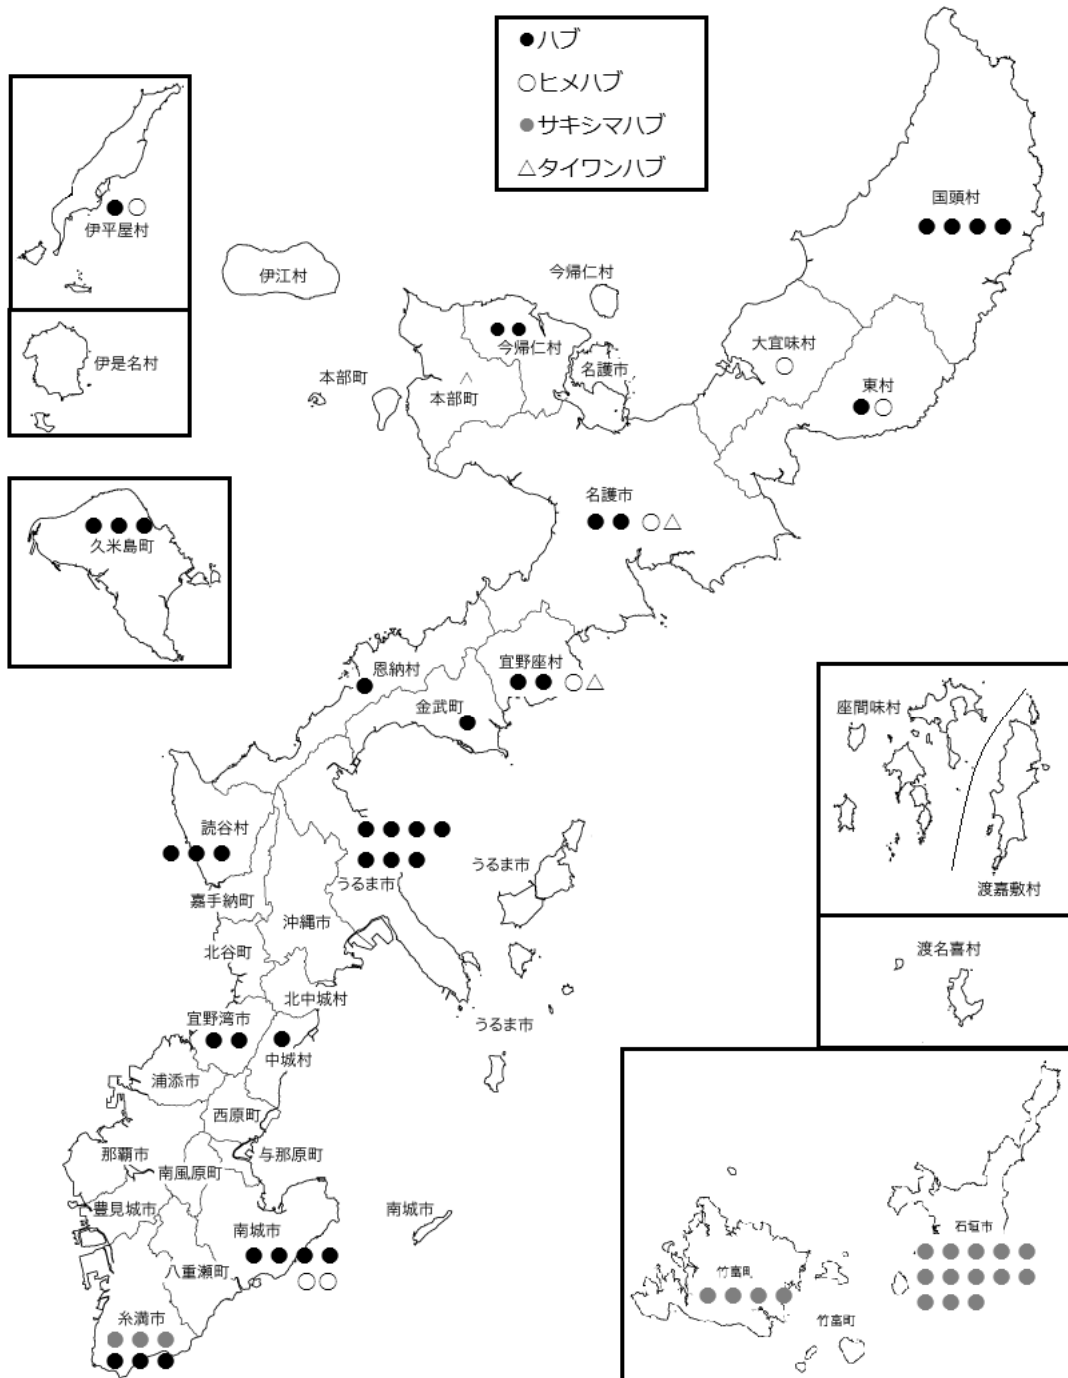 ●ハブ
○ヒメハブ
●サキシマハブ
△タイワンハブ
国頭村
伊平屋村
伊江村
今帰仁村
伊是名村
今帰仁村
大宜味村
名護市
本部町
本部町
東村
名護市
久米島町
恩納村
宜野座村
金武町
座間味村
渡嘉敷村
読谷村
うるま市
うるま市
嘉手納町
沖縄市
北谷町
渡名喜村
北中城村
宜野湾市
うるま市
中城村
浦添市
西原町
那覇市
与那原町
南風原町
豊見城市
南城市
南城市
石垣市
八重瀬町
竹富町
糸満市
竹富町